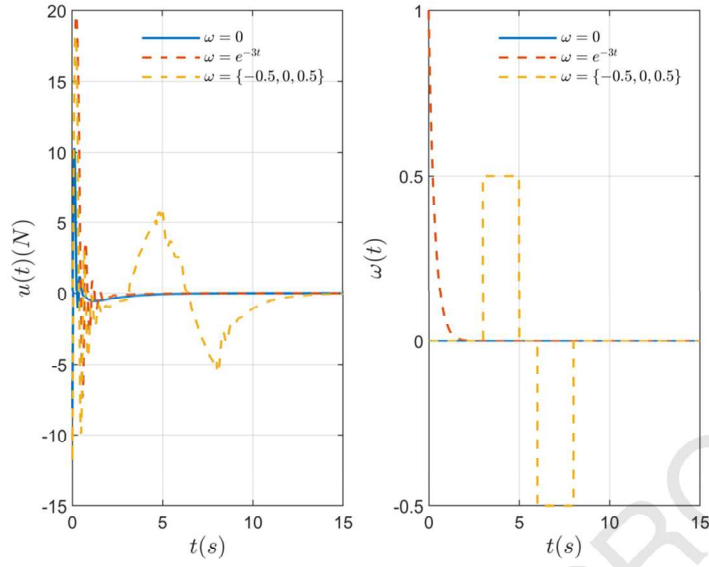 20
15
10
5
0
-5
-10
-15
0
5
10
15
u(t)(N)
t(s)
ω = 0
ω = e^{-3t}
ω = {-0.5, 0, 0.5}
1
0.5
0
-0.5
0
5
10
15
ω(t)
t(s)
ω = 0
ω = e^{-3t}
ω = {-0.5, 0, 0.5}